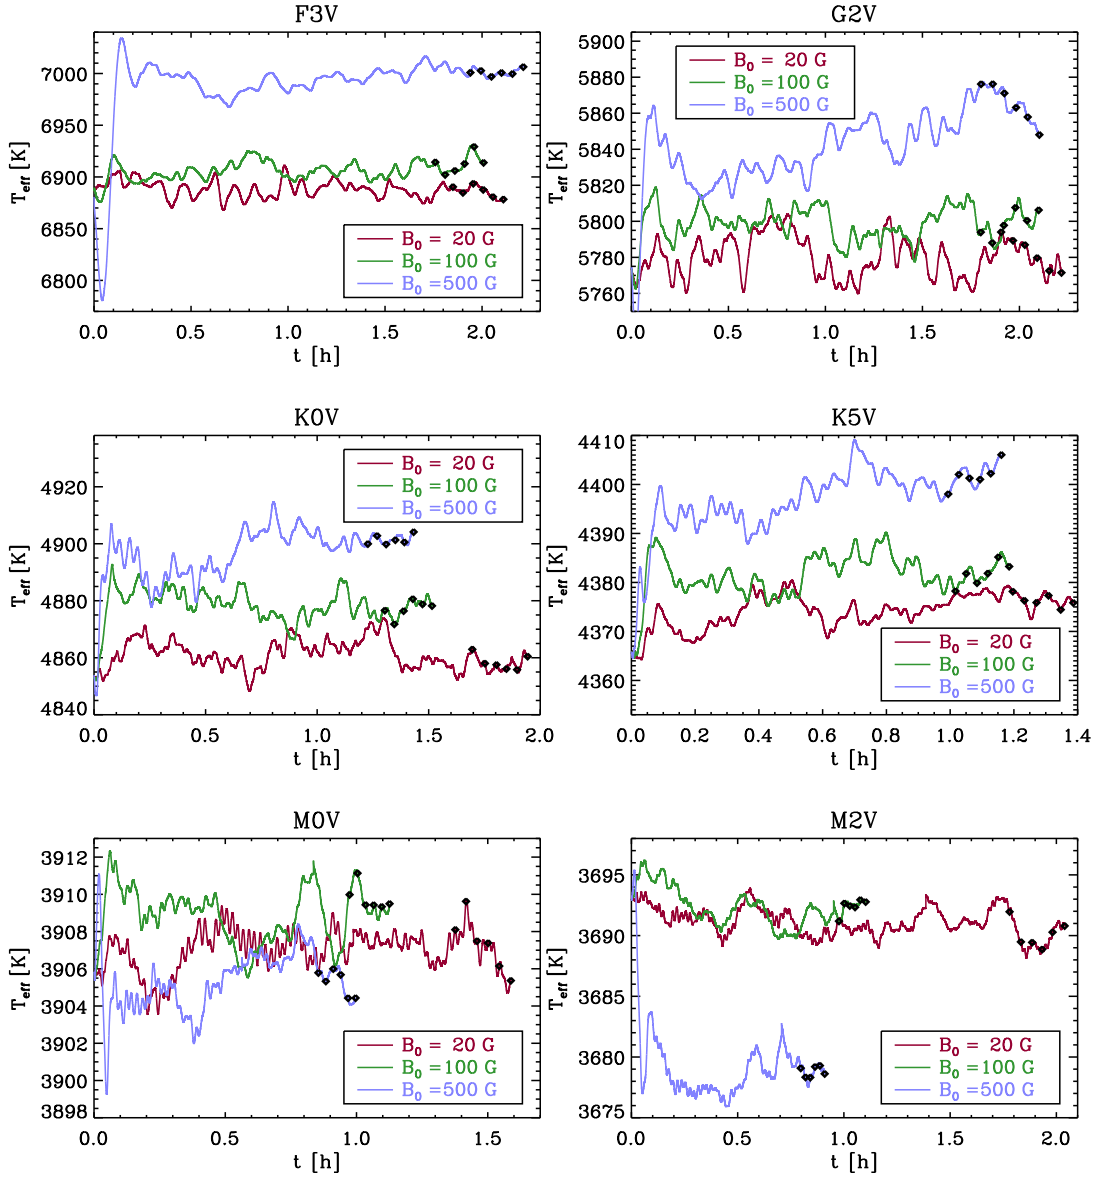 F3V
7000
6950
6900
6850
6800
T_eff [K]
B₀ = 20 G
B₀ =100 G
B₀ =500 G
0.0 0.5 1.0 1.5 2.0
t [h]
G2V
5900
5880
5860
5840
5820
5800
5780
5760
T_eff [K]
B₀ = 20 G
B₀ =100 G
B₀ =500 G
0.0 0.5 1.0 1.5 2.0
t [h]
K0V
4920
4900
4880
4860
4840
T_eff [K]
B₀ = 20 G
B₀ =100 G
B₀ =500 G
0.0 0.5 1.0 1.5 2.0
t [h]
K5V
4410
4400
4390
4380
4370
4360
T_eff [K]
B₀ = 20 G
B₀ =100 G
B₀ =500 G
0.0 0.2 0.4 0.6 0.8 1.0 1.2 1.4
t [h]
M0V
3912
3910
3908
3906
3904
3902
3900
3898
T_eff [K]
B₀ = 20 G
B₀ =100 G
B₀ =500 G
0.0 0.5 1.0 1.5
t [h]
M2V
3695
3690
3685
3680
3675
T_eff [K]
B₀ = 20 G
B₀ =100 G
B₀ =500 G
0.0 0.5 1.0 1.5 2.0
t [h]